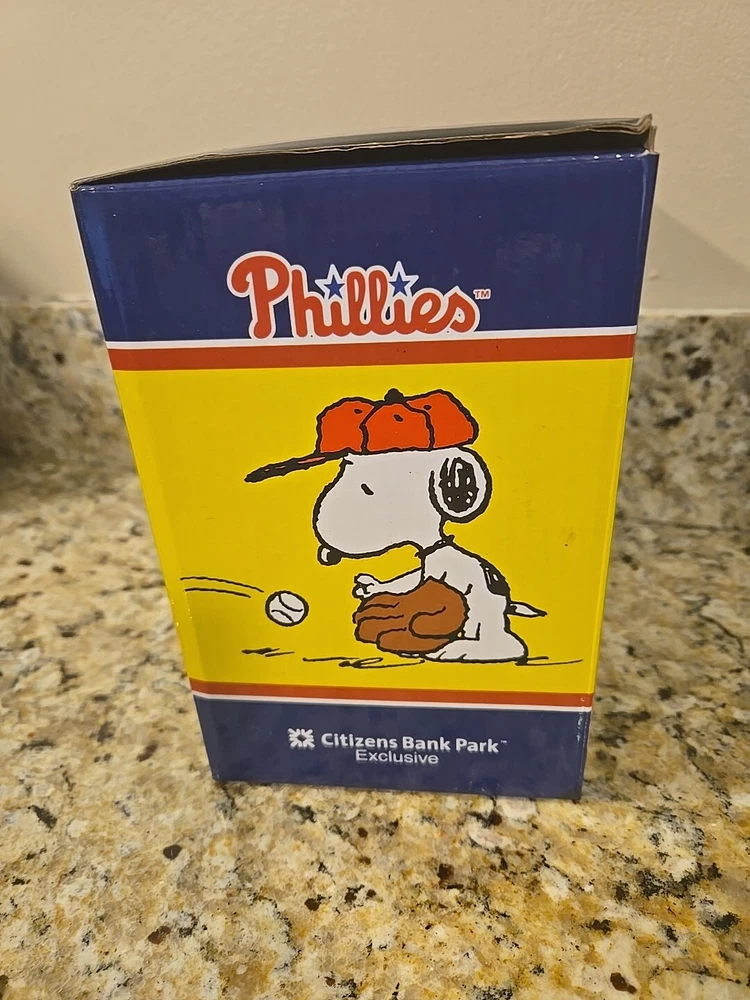 Phillies™
Citizens Bank Park™
Exclusive